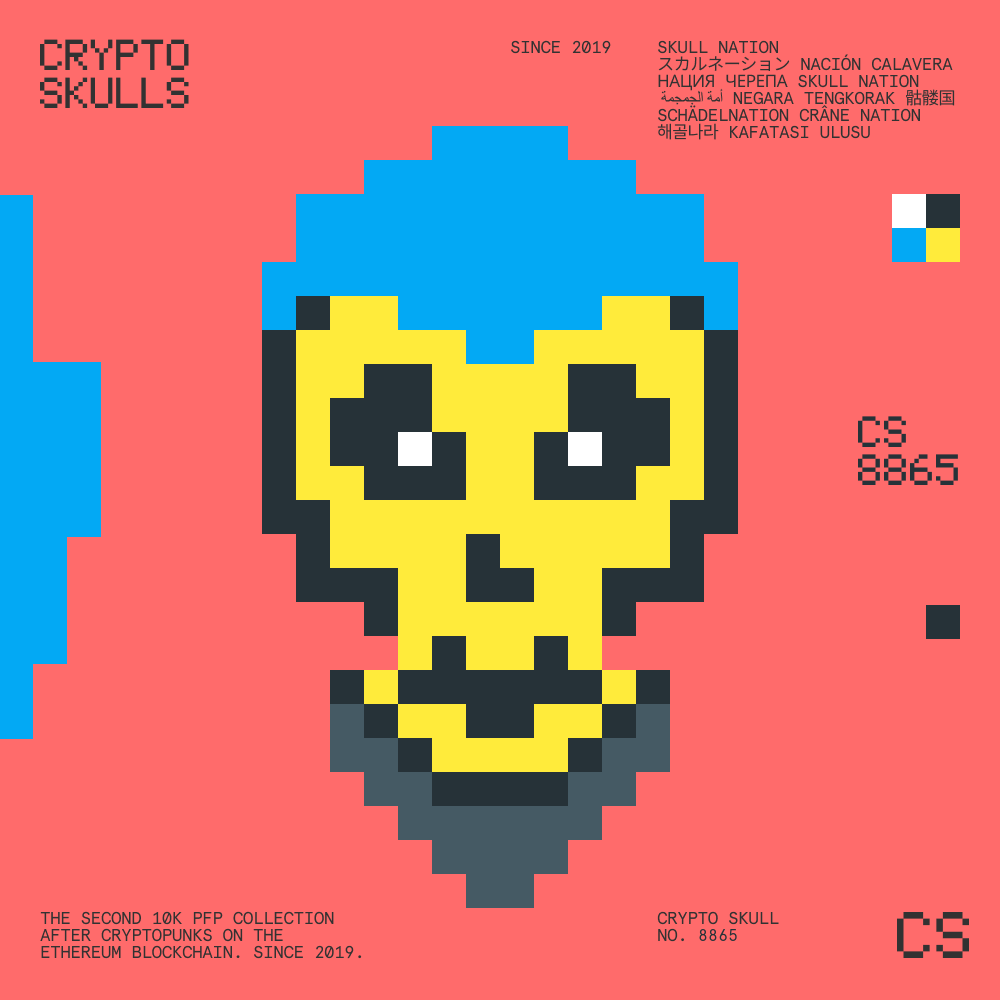 CRYPTO
SKULLS
SINCE 2019
SKULL NATION
スカルネーション NACIÓN CALAVERA
НАЦИЯ ЧЕРЕПА SKULL NATION
أمة الجمجمة NEGARA TENGKORAK 骷髅国
SCHÄDELNATION CRÂNE NATION
해골나라 KAFATASI ULUSU
CS
8865
THE SECOND 10K PFP COLLECTION
AFTER CRYPTOPUNKS ON THE
ETHEREUM BLOCKCHAIN. SINCE 2019.
CRYPTO SKULL
NO. 8865
CS